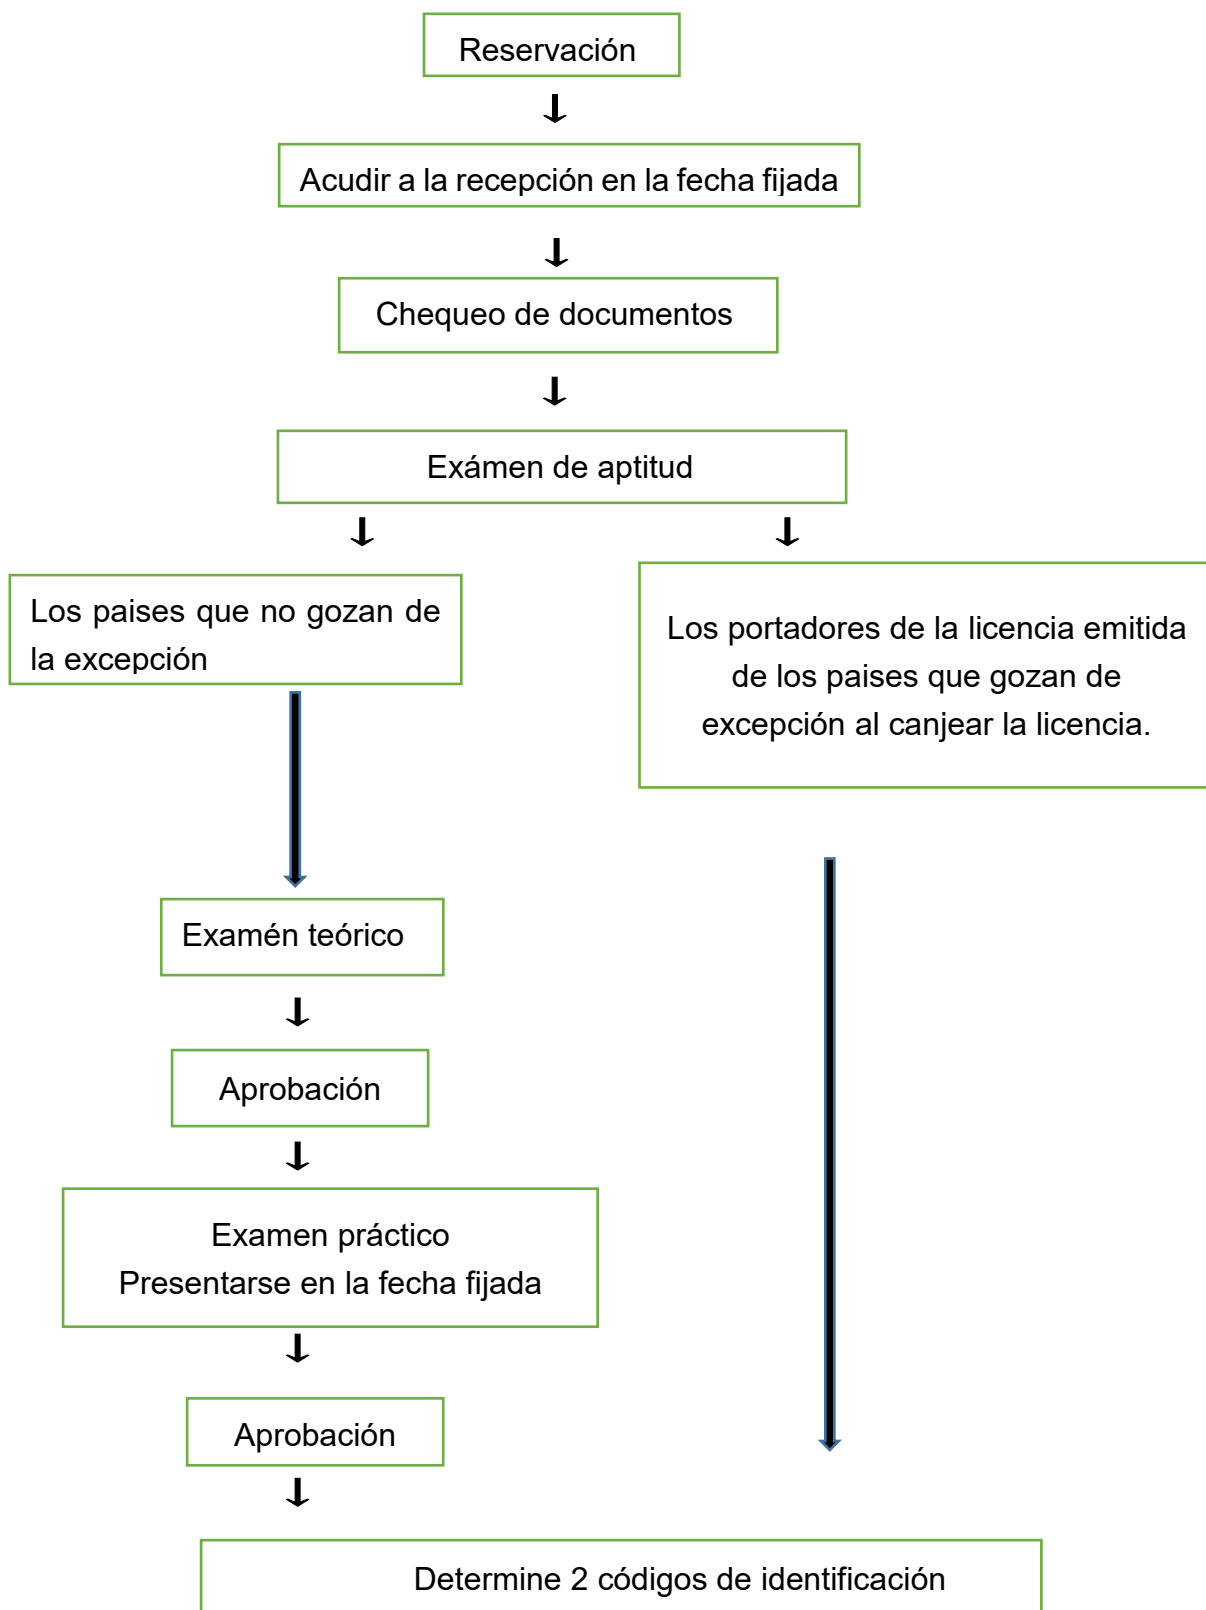 Reservación
Acudir a la recepción en la fecha fijada
Chequeo de documentos
Exámen de aptitud
Los paises que no gozan de
la excepción
Los portadores de la licencia emitida
de los paises que gozan de
excepción al canjear la licencia.
Examén teórico
Aprobación
Examen práctico
Presentarse en la fecha fijada
Aprobación
Determine 2 códigos de identificación